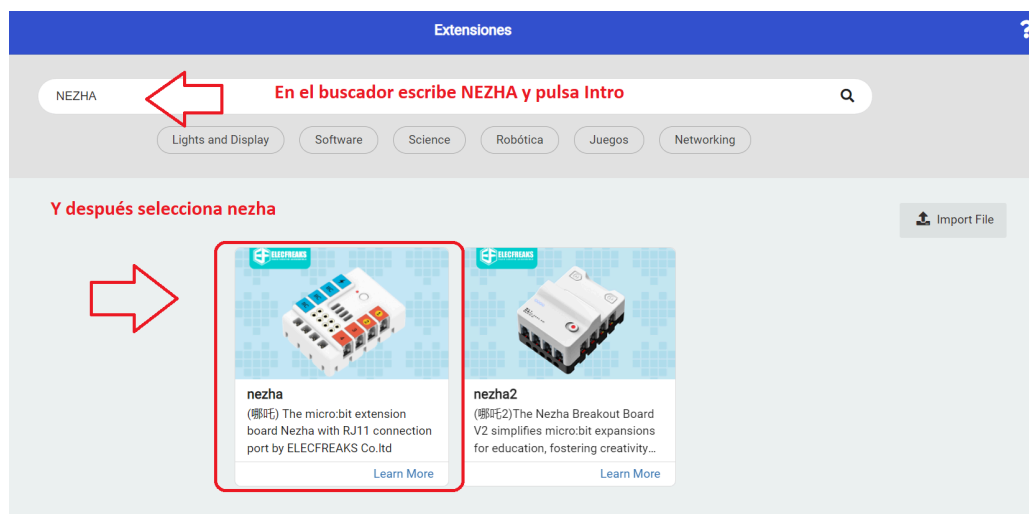 Extensiones
?
NEZHA
En el buscador escribe NEZHA y pulsa Intro
Lights and Display
Software
Science
Robótica
Juegos
Networking
Y después selecciona nezha
Import File
ELECFREAKS
ELECFREAKS
nezha
(哪吒) The micro:bit extension
board Nezha with RJ11 connection
port by ELECFREAKS Co.ltd
Learn More
nezha2
(哪吒2)The Nezha Breakout Board
V2 simplifies micro:bit expansions
for education, fostering creativity…
Learn More